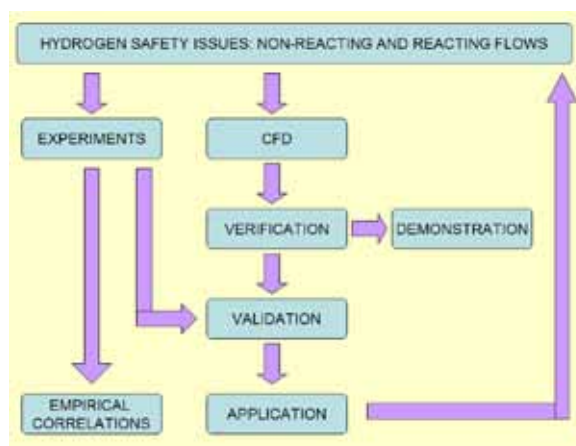 HYDROGEN SAFETY ISSUES: NON-REACTING AND REACTING FLOWS
EXPERIMENTS
CFD
VERIFICATION
DEMONSTRATION
VALIDATION
EMPIRICAL
CORRELATIONS
APPLICATION